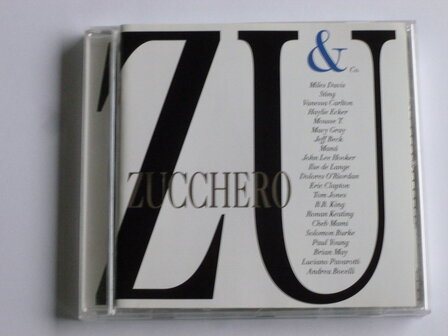 ZU
& Co.
ZUCCHERO
Miles Davis
Sting
Vanessa Carlton
Haylie Ecker
Mousse T.
Macy Gray
Jeff Beck
Maná
John Lee Hooker
Ilse de Lange
Dolores O'Riordan
Eric Clapton
Tom Jones
B.B. King
Ronan Keating
Cheb Mami
Solomon Burke
Paul Young
Brian May
Luciano Pavarotti
Andrea Bocelli